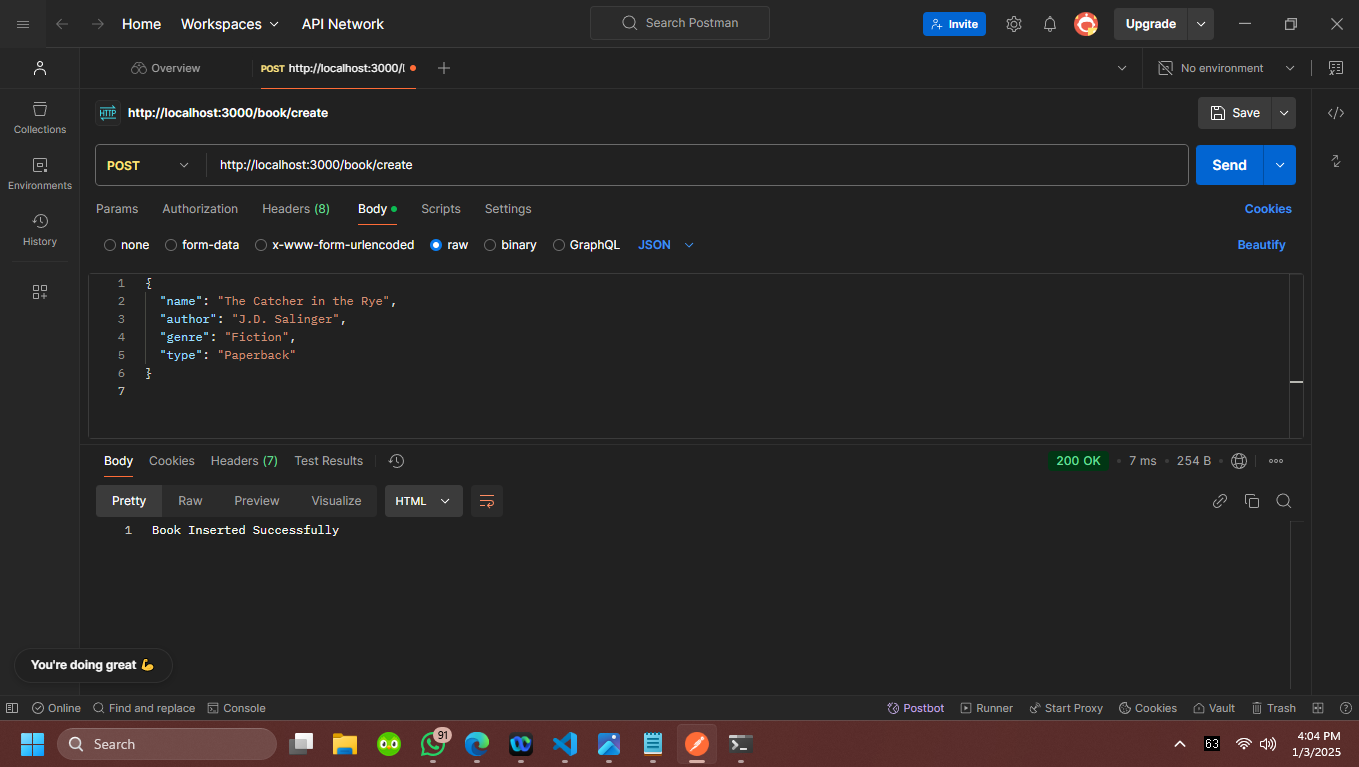 Home Workspaces API Network Search Postman Invite Upgrade
Overview POST http://localhost:3000/l No environment
HTTP http://localhost:3000/book/create Save
Collections
Environments
History
POST http://localhost:3000/book/create Send
Params Authorization Headers (8) Body Scripts Settings Cookies
none form-data x-www-form-urlencoded raw binary GraphQL JSON Beautify
1 {
2 "name": "The Catcher in the Rye",
3 "author": "J.D. Salinger",
4 "genre": "Fiction",
5 "type": "Paperback"
6 }
7
Body Cookies Headers (7) Test Results 200 OK 7 ms 254 B
Pretty Raw Preview Visualize HTML
1 Book Inserted Successfully
You're doing great 💪
Online Find and replace Console Postbot Runner Start Proxy Cookies Vault Trash
Search 91 63 4:04 PM
1/3/2025